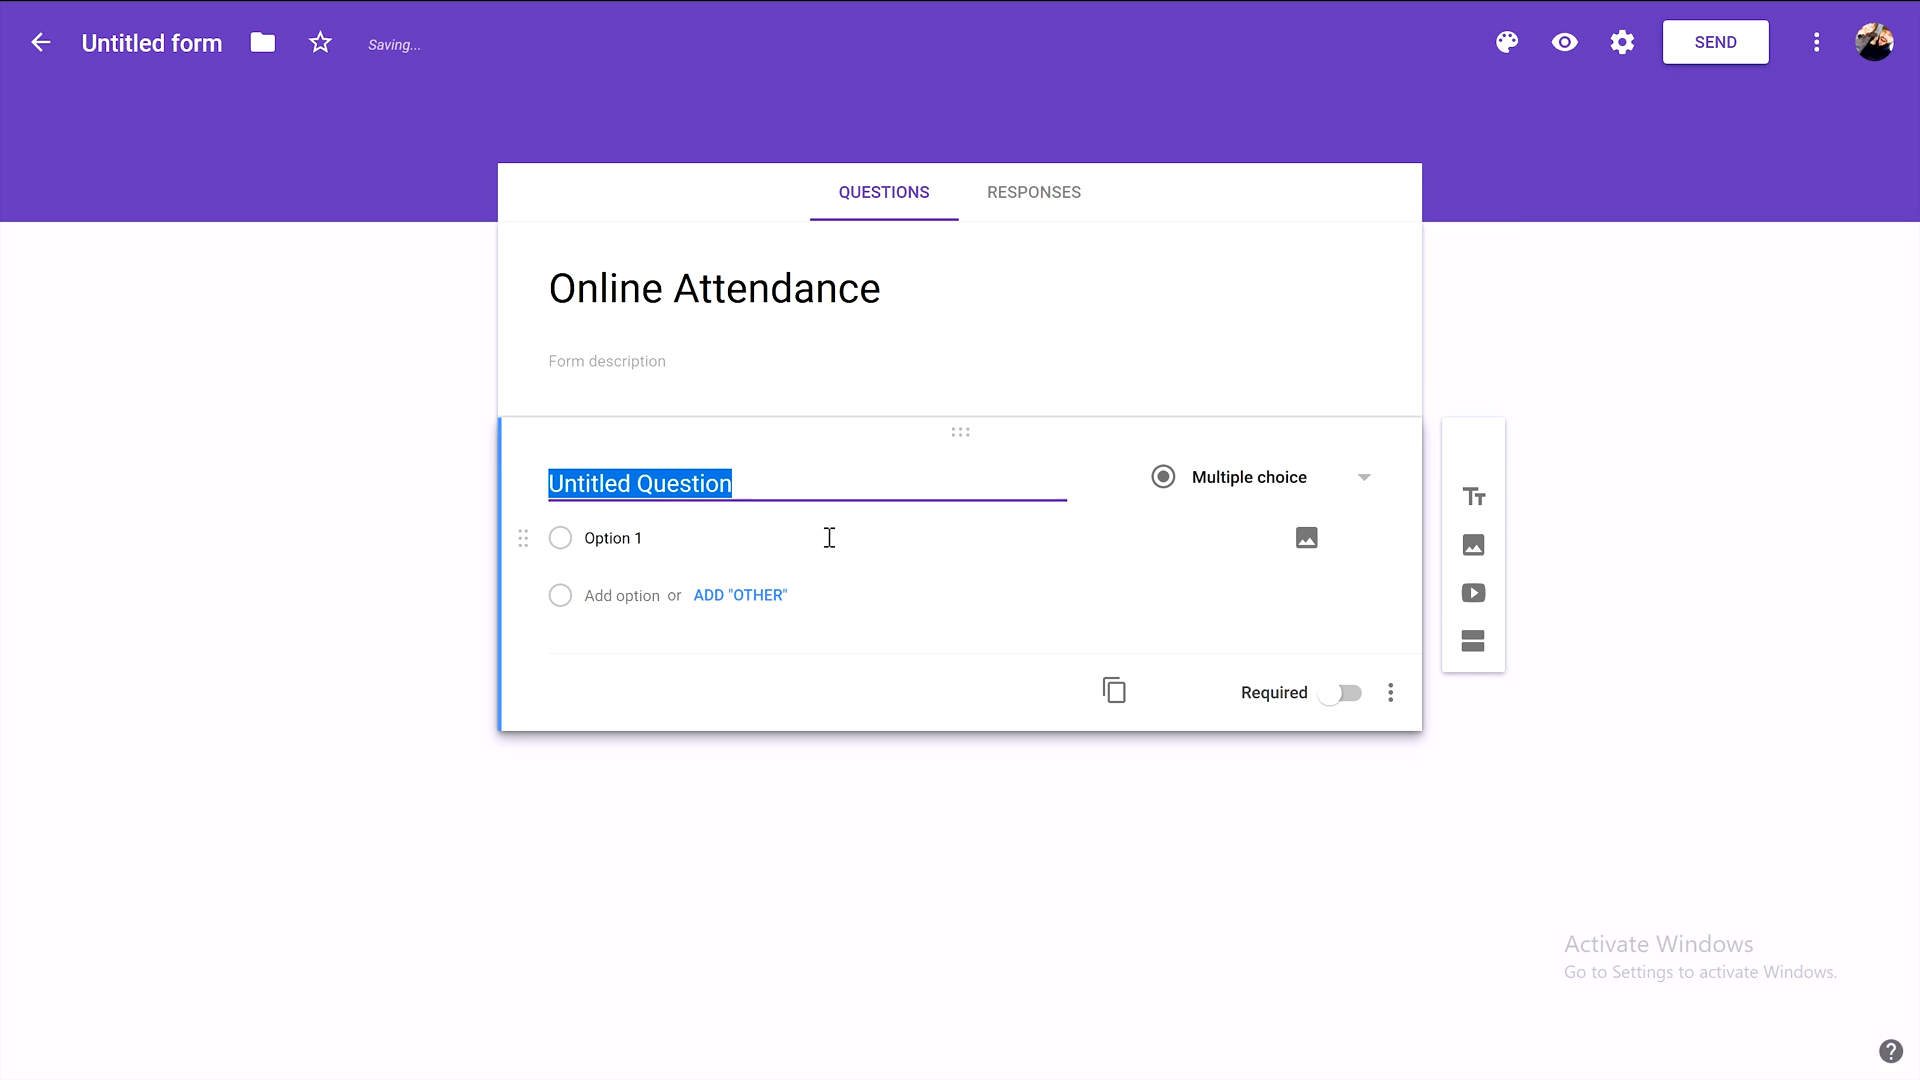 Untitled form
Saving...
SEND
QUESTIONS
RESPONSES
Online Attendance
Form description
Untitled Question
Multiple choice
Option 1
Add option or ADD "OTHER"
Required
Tт
Activate Windows
Go to Settings to activate Windows.